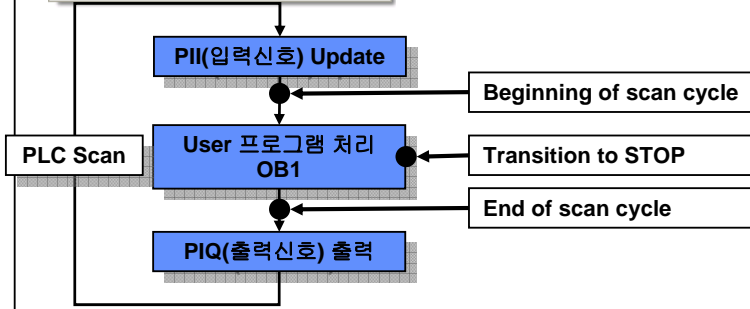 PII(입력신호) Update
Beginning of scan cycle
PLC Scan
User 프로그램 처리
OB1
Transition to STOP
End of scan cycle
PIQ(출력신호) 출력